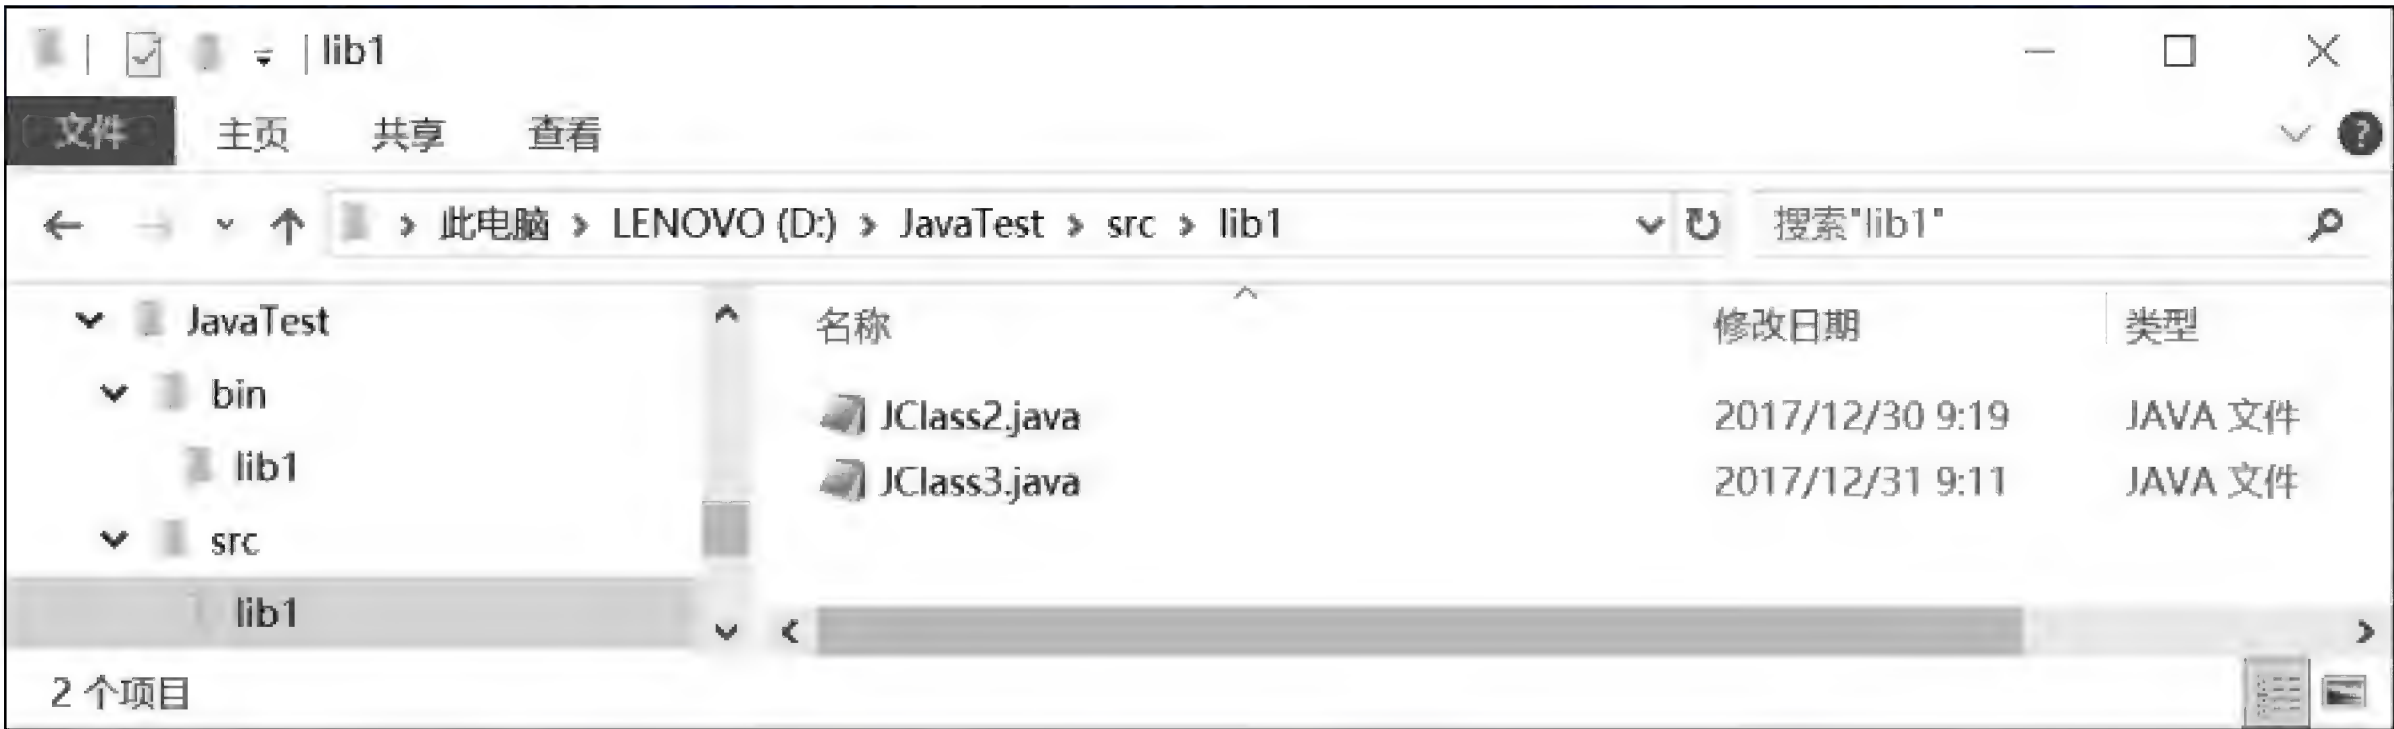 lib1
文件 主页 共享 查看
此电脑 > LENOVO (D:) > JavaTest > src > lib1 搜索"lib1"
JavaTest 名称 修改日期 类型
bin JClass2.java 2017/12/30 9:19 JAVA 文件
lib1 JClass3.java 2017/12/31 9:11 JAVA 文件
src
lib1
2 个项目